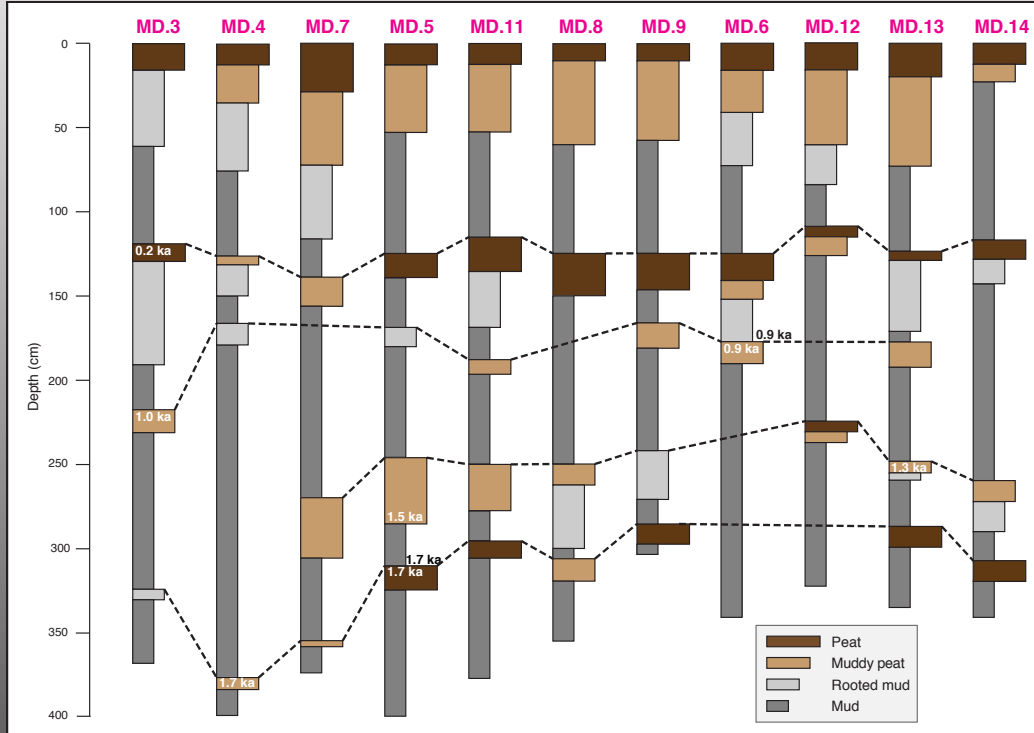 MD.3 MD.4 MD.7 MD.5 MD.11 MD.8 MD.9 MD.6 MD.12 MD.13 MD.14
0
50
100
150
200
250
300
350
400
Depth (cm)
0.2 ka
0.9 ka
0.9 ka
1.0 ka
1.3 ka
1.5 ka
1.7 ka
1.7 ka
1.7 ka
Peat
Muddy peat
Rooted mud
Mud